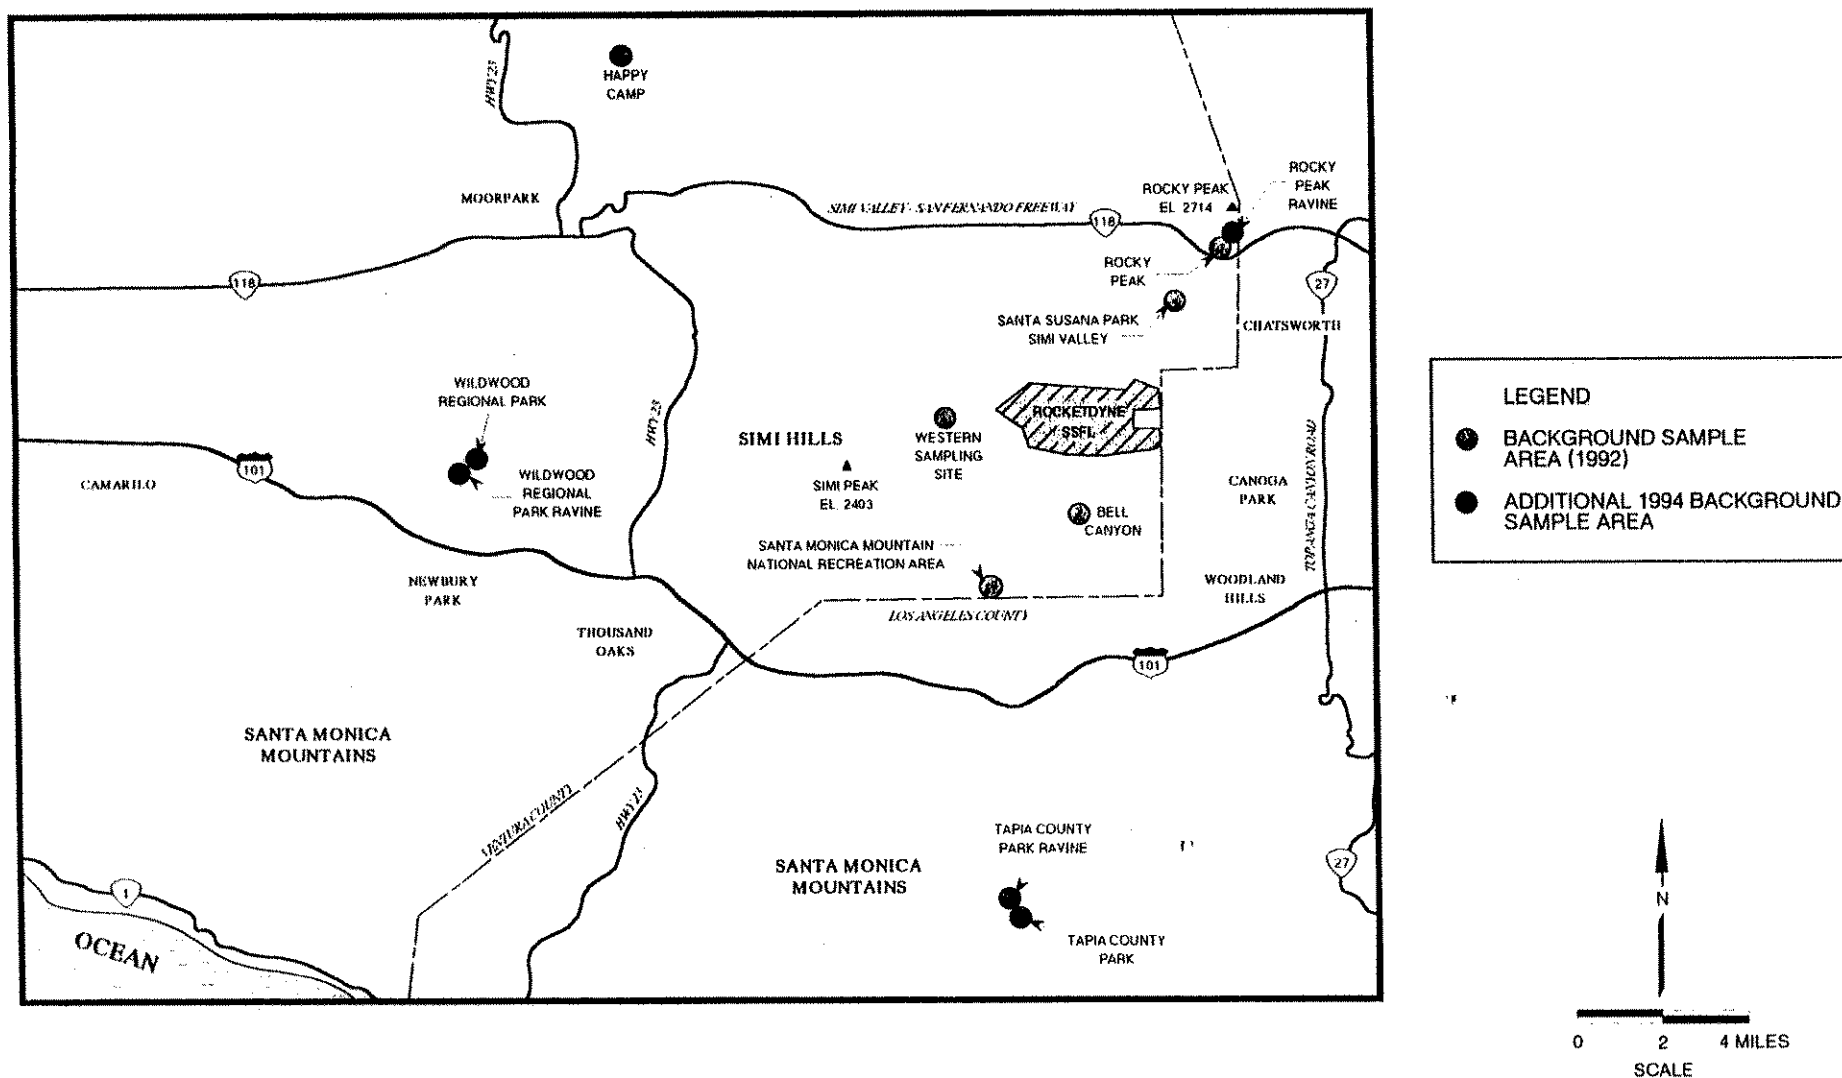 HWY 23
HAPPY
CAMP
MOORPARK
SIMI VALLEY - SAN FERNANDO FREEWAY
118
ROCKY PEAK
EL. 2714
ROCKY
PEAK
RAVINE
118
ROCKY
PEAK
27
SANTA SUSANA PARK
SIMI VALLEY
CHATSWORTH
WILDWOOD
REGIONAL PARK
HWY 23
SIMI HILLS
WESTERN
SAMPLING
SITE
ROCKETDYNE
SSFL
101
CAMARILO
WILDWOOD
REGIONAL
PARK RAVINE
SIMI PEAK
EL. 2403
BELL
CANYON
CANOGA
PARK
TOPANGA CANYON ROAD
SANTA MONICA MOUNTAIN
NATIONAL RECREATION AREA
NEWBURY
PARK
WOODLAND
HILLS
LOS ANGELES COUNTY
THOUSAND
OAKS
101
SANTA MONICA
MOUNTAINS
VENTURA COUNTY
HWY 23
TAPIA COUNTY
PARK RAVINE
SANTA MONICA
MOUNTAINS
27
1
OCEAN
TAPIA COUNTY
PARK
LEGEND
BACKGROUND SAMPLE
AREA (1992)
ADDITIONAL 1994 BACKGROUND
SAMPLE AREA
N
0 2 4 MILES
SCALE